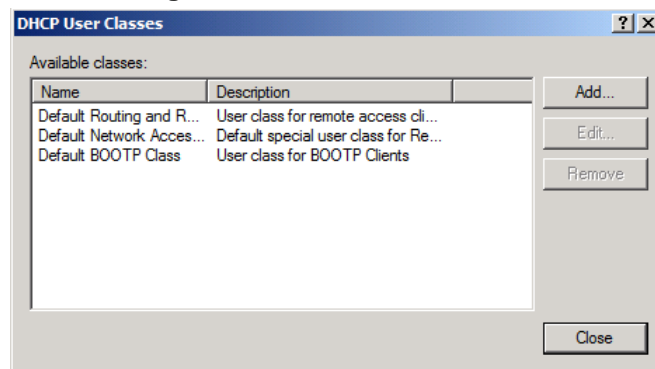 DHCP User Classes
Available classes:
Name Description
Default Routing and R... User class for remote access cli...
Default Network Acces... Default special user class for Re...
Default BOOTP Class User class for BOOTP Clients
Add...
Edit...
Remove
Close